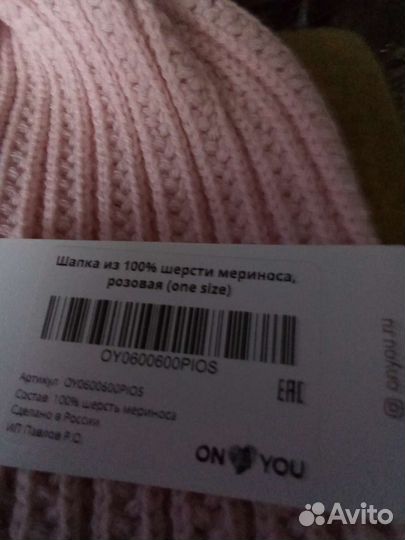 Шапка из 100% шерсти мериноса,
розовая (one size)
OY0600600PIOS
Артикул: OY0600600PIOS
Состав: 100% шерсть мериноса
Сделано в России
ИП Павлов Р.О.
EAC
ON YOU
onyou.ru
Avito